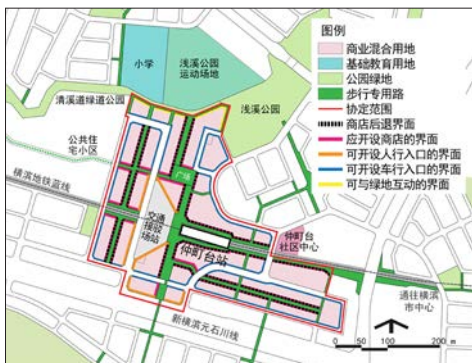 图例
商业混合用地
基础教育用地
公园绿地
步行专用路
协定范围
商店后退界面
应开设商店的界面
可开设人行入口的界面
可开设车行入口的界面
可与绿地互动的界面
小学
浅溪公园
运动场地
清溪道绿道公园
浅溪公园
公共住
宅小区
横滨地铁蓝线
广场
交通
接驳
场站
仲町台站
仲町台
社区中心
通往横滨
市中心
新横滨元石川线
0
50
100
200 m